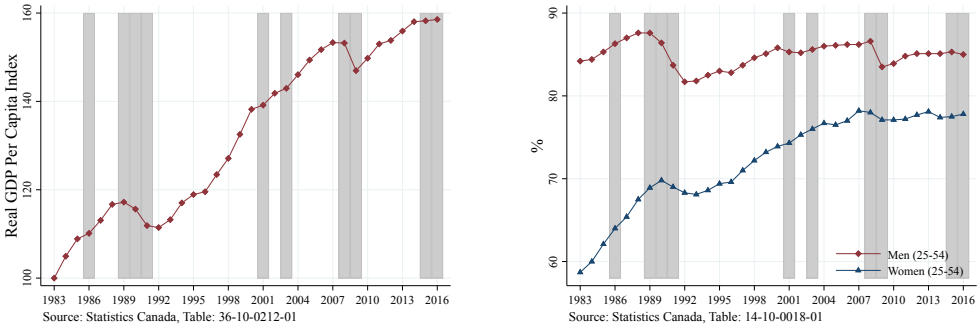 Real GDP Per Capita Index
160
140
120
100
1983 1986 1989 1992 1995 1998 2001 2004 2007 2010 2013 2016
Source: Statistics Canada, Table: 36-10-0212-01
%
90
80
70
60
Men (25-54)
Women (25-54)
1983 1986 1989 1992 1995 1998 2001 2004 2007 2010 2013 2016
Source: Statistics Canada, Table: 14-10-0018-01